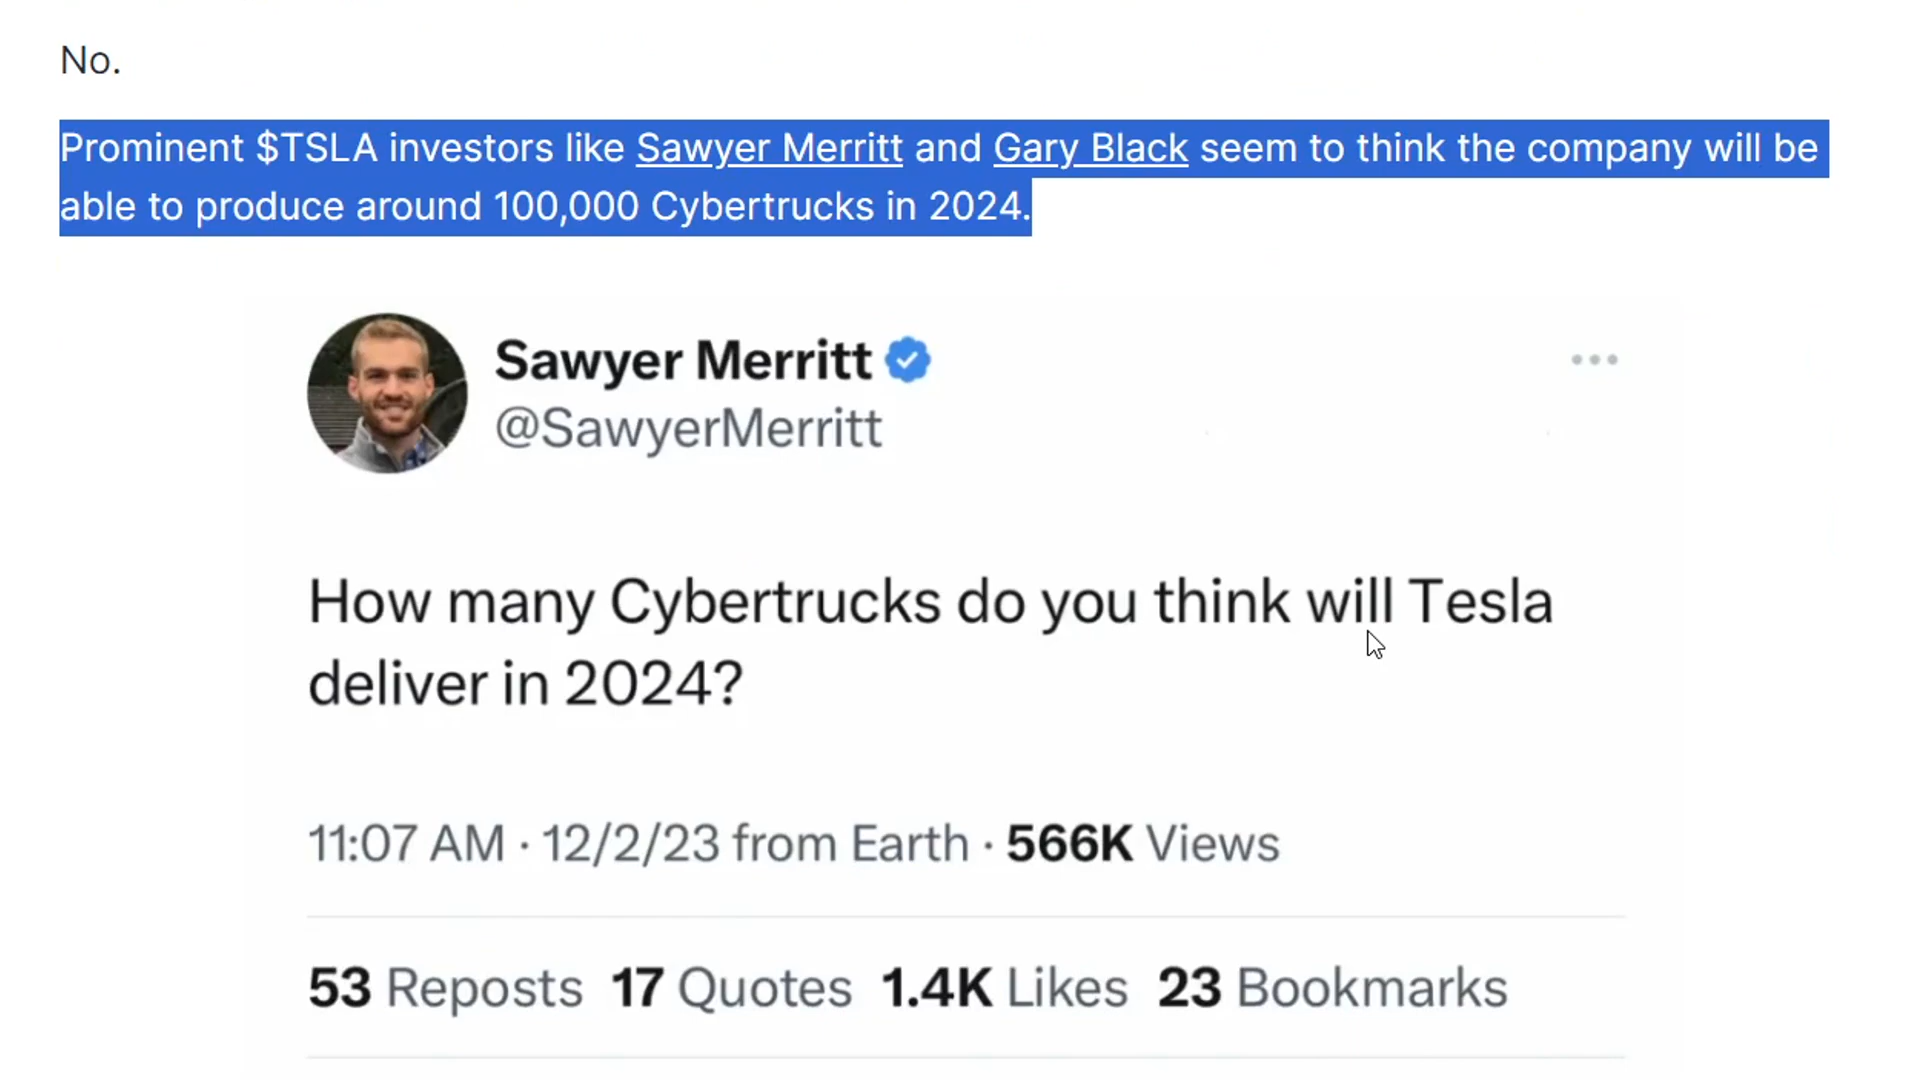 No.
Prominent $TSLA investors like Sawyer Merritt and Gary Black seem to think the company will be
able to produce around 100,000 Cybertrucks in 2024.
Sawyer Merritt
@SawyerMerritt
How many Cybertrucks do you think will Tesla
deliver in 2024?
11:07 AM · 12/2/23 from Earth · 566K Views
53 Reposts 17 Quotes 1.4K Likes 23 Bookmarks